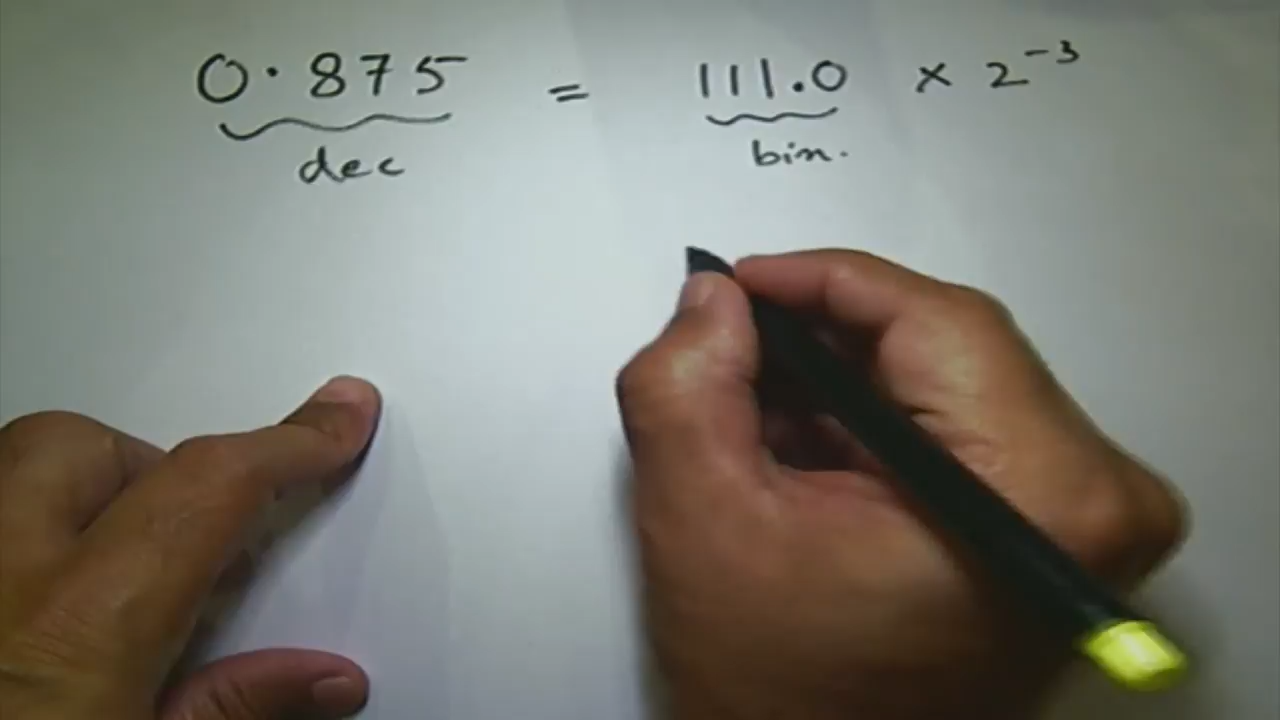 0.875 = 111.0 × 2⁻³
dec bin.